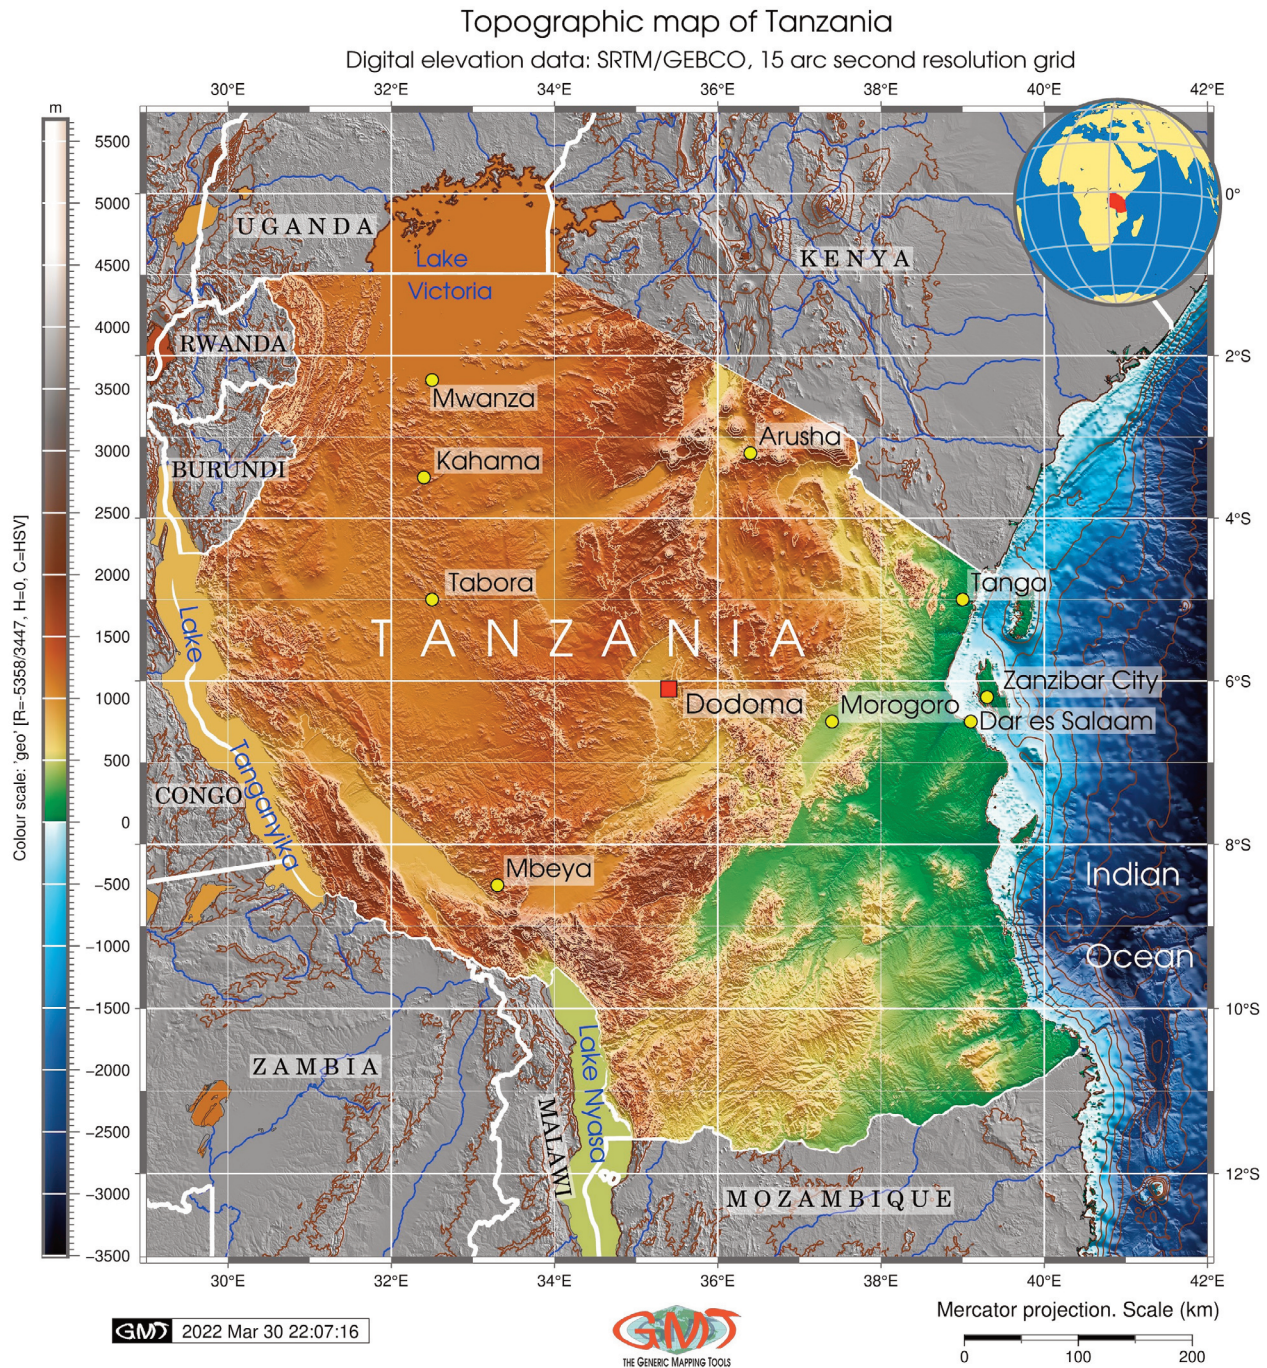 Topographic map of Tanzania
Digital elevation data: SRTM/GEBCO, 15 arc second resolution grid
30°E 32°E 34°E 36°E 38°E 40°E 42°E
m
5500
5000
4500
4000
3500
3000
2500
2000
1500
1000
500
0
−500
−1000
−1500
−2000
−2500
−3000
−3500
Colour scale: 'geo' [R=-5358/3447, H=0, C=HSV]
0°
2°S
4°S
6°S
8°S
10°S
12°S
UGANDA
KENYA
Lake
Victoria
RWANDA
Mwanza
Arusha
Kahama
BURUNDI
Tabora
Tanga
TANZANIA
Lake
Tanganyika
Zanzibar City
Dodoma
Morogoro
Dar es Salaam
CONGO
Mbeya
Indian
Ocean
ZAMBIA
Lake Nyasa
MALAWI
MOZAMBIQUE
30°E 32°E 34°E 36°E 38°E 40°E 42°E
GMT 2022 Mar 30 22:07:16
GMT
THE GENERIC MAPPING TOOLS
Mercator projection. Scale (km)
0 100 200